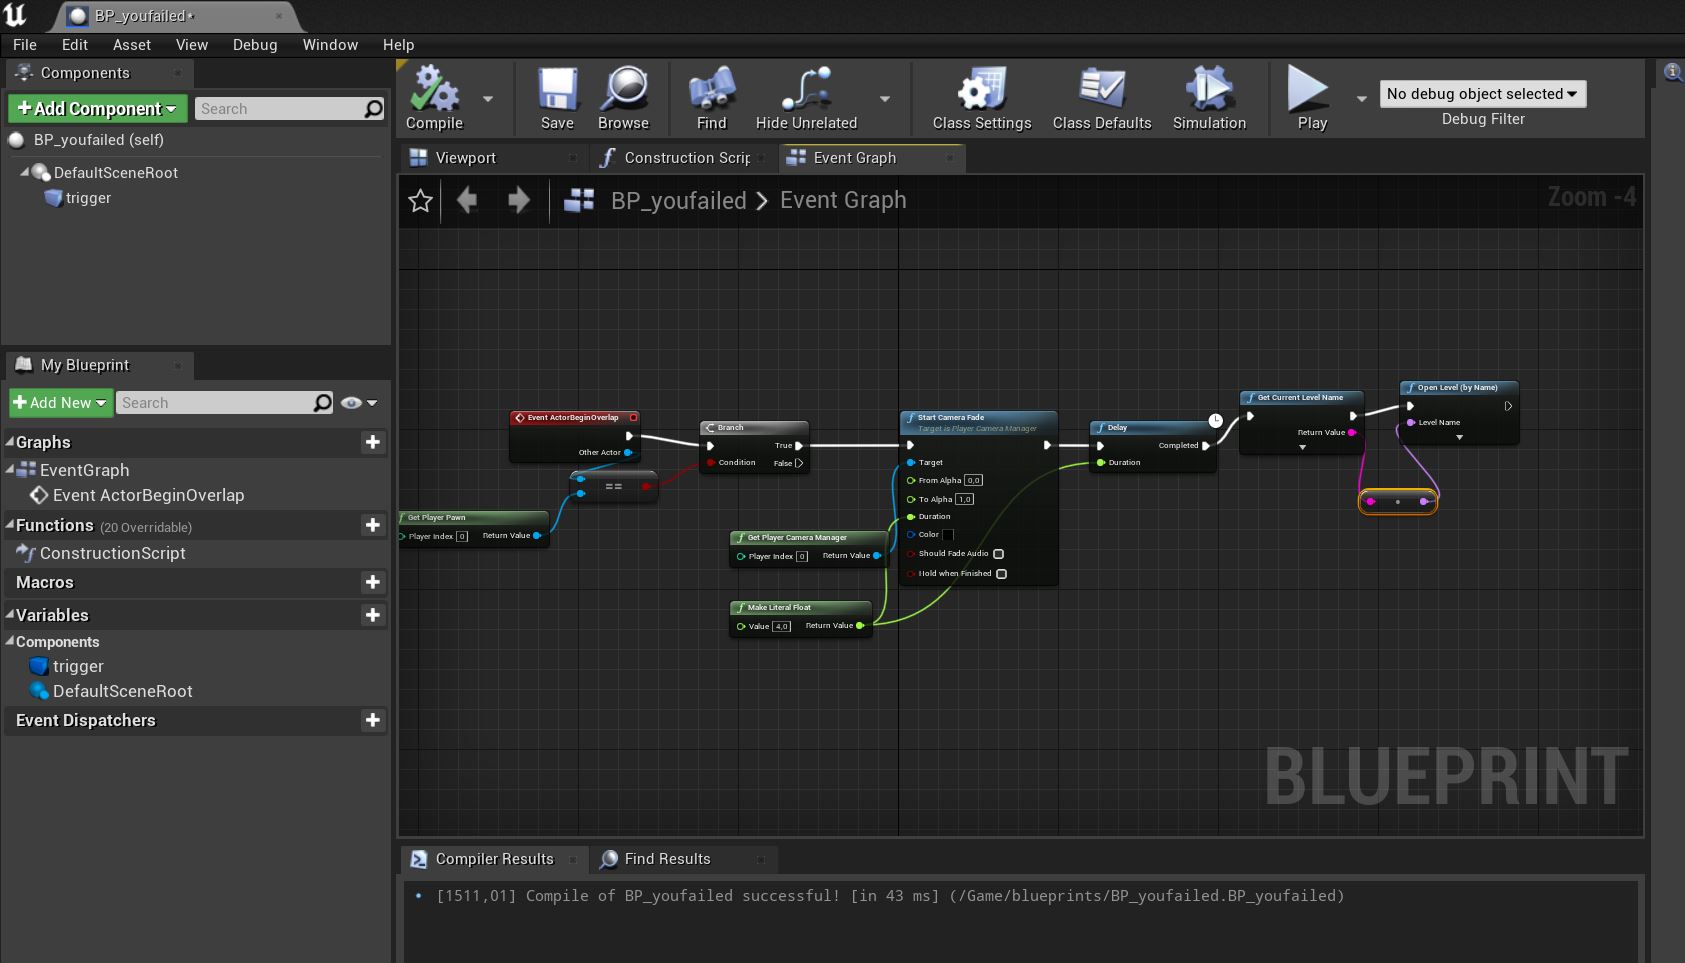 BP_youfailed*
File Edit Asset View Debug Window Help
Components
+Add Component
Search
BP_youfailed (self)
DefaultSceneRoot
trigger
My Blueprint
+Add New
Search
Graphs
EventGraph
Event ActorBeginOverlap
Functions (20 Overridable)
ConstructionScript
Macros
Variables
Components
trigger
DefaultSceneRoot
Event Dispatchers
Compile
Save
Browse
Find
Hide Unrelated
Class Settings
Class Defaults
Simulation
Play
No debug object selected
Debug Filter
Viewport
Construction Scrip
Event Graph
BP_youfailed > Event Graph
Zoom -4
Event ActorBeginOverlap
Other Actor
==
Get Player Pawn
Player Index 0 Return Value
Branch
True
Condition False
Start Camera Fade
Target is Player Camera Manager
Target
From Alpha 0,0
To Alpha 1,0
Duration
Color
Should Fade Audio
Hold when Finished
Get Player Camera Manager
Player Index 0 Return Value
Make Literal Float
Value 4,0 Return Value
Delay
Completed
Duration
Get Current Level Name
Return Value
Open Level (by Name)
Level Name
BLUEPRINT
Compiler Results
Find Results
[1511,01] Compile of BP_youfailed successful! [in 43 ms] (/Game/blueprints/BP_youfailed.BP_youfailed)